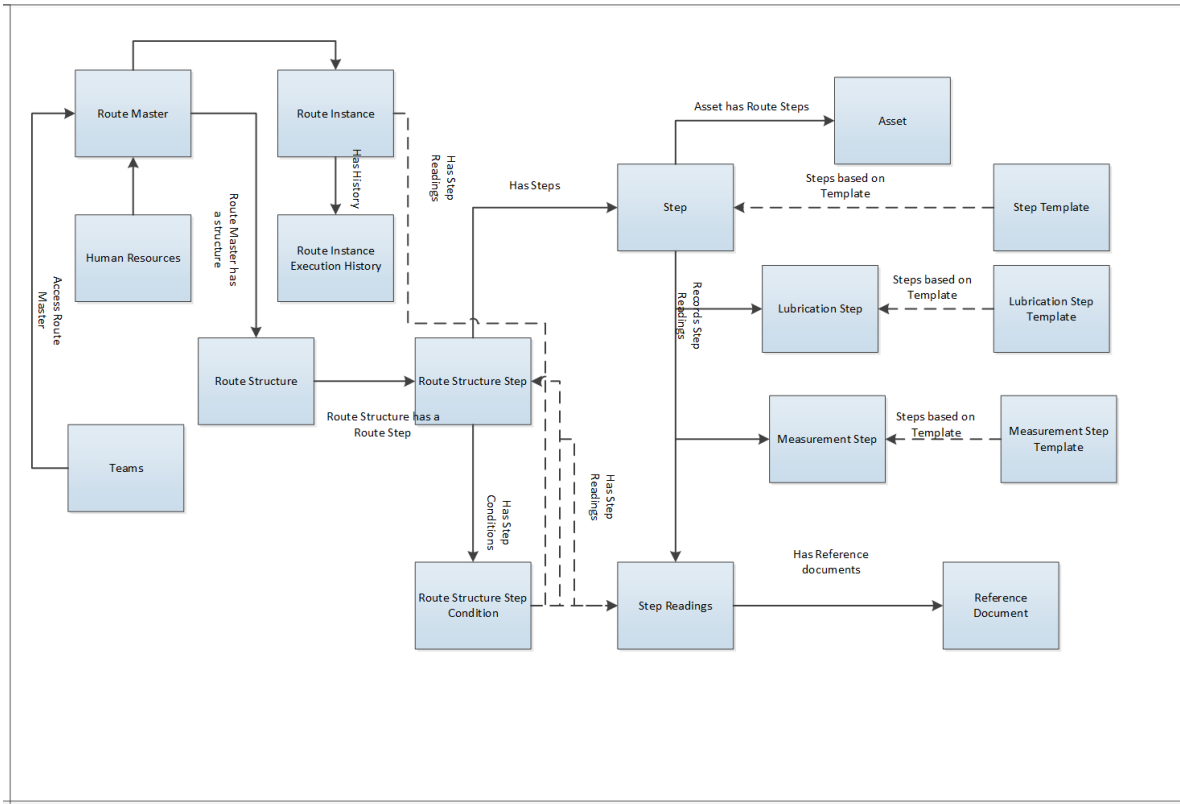 Route Master
Route Instance
Asset has Route Steps
Asset
Has History
Has Step
Readings
Has Steps
Step
Steps based on
Template
Step Template
Human Resources
Route Master has
a structure
Route Instance
Execution History
Access Route
Master
Records Step
Readings
Lubrication Step
Steps based on
Template
Lubrication Step
Template
Route Structure
Route Structure Step
Route Structure has a
Route Step
Measurement Step
Steps based on
Template
Measurement Step
Template
Teams
Has Step
Conditions
Has Step
Readings
Has Reference
documents
Route Structure Step
Condition
Step Readings
Reference
Document